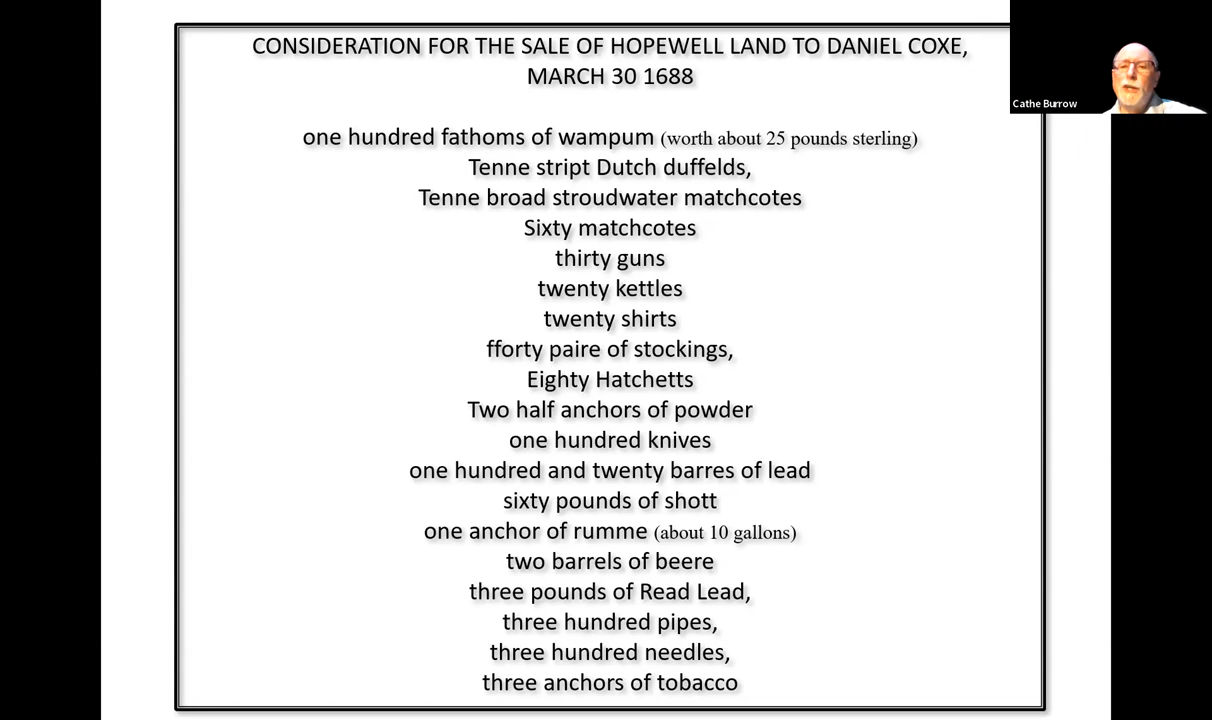 CONSIDERATION FOR THE SALE OF HOPEWELL LAND TO DANIEL COXE,
MARCH 30 1688
Cathe Burrow
one hundred fathoms of wampum (worth about 25 pounds sterling)
Tenne stript Dutch duffelds,
Tenne broad stroudwater matchcotes
Sixty matchcotes
thirty guns
twenty kettles
twenty shirts
fforty paire of stockings,
Eighty Hatchetts
Two half anchors of powder
one hundred knives
one hundred and twenty barres of lead
sixty pounds of shott
one anchor of rumme (about 10 gallons)
two barrels of beere
three pounds of Read Lead,
three hundred pipes,
three hundred needles,
three anchors of tobacco